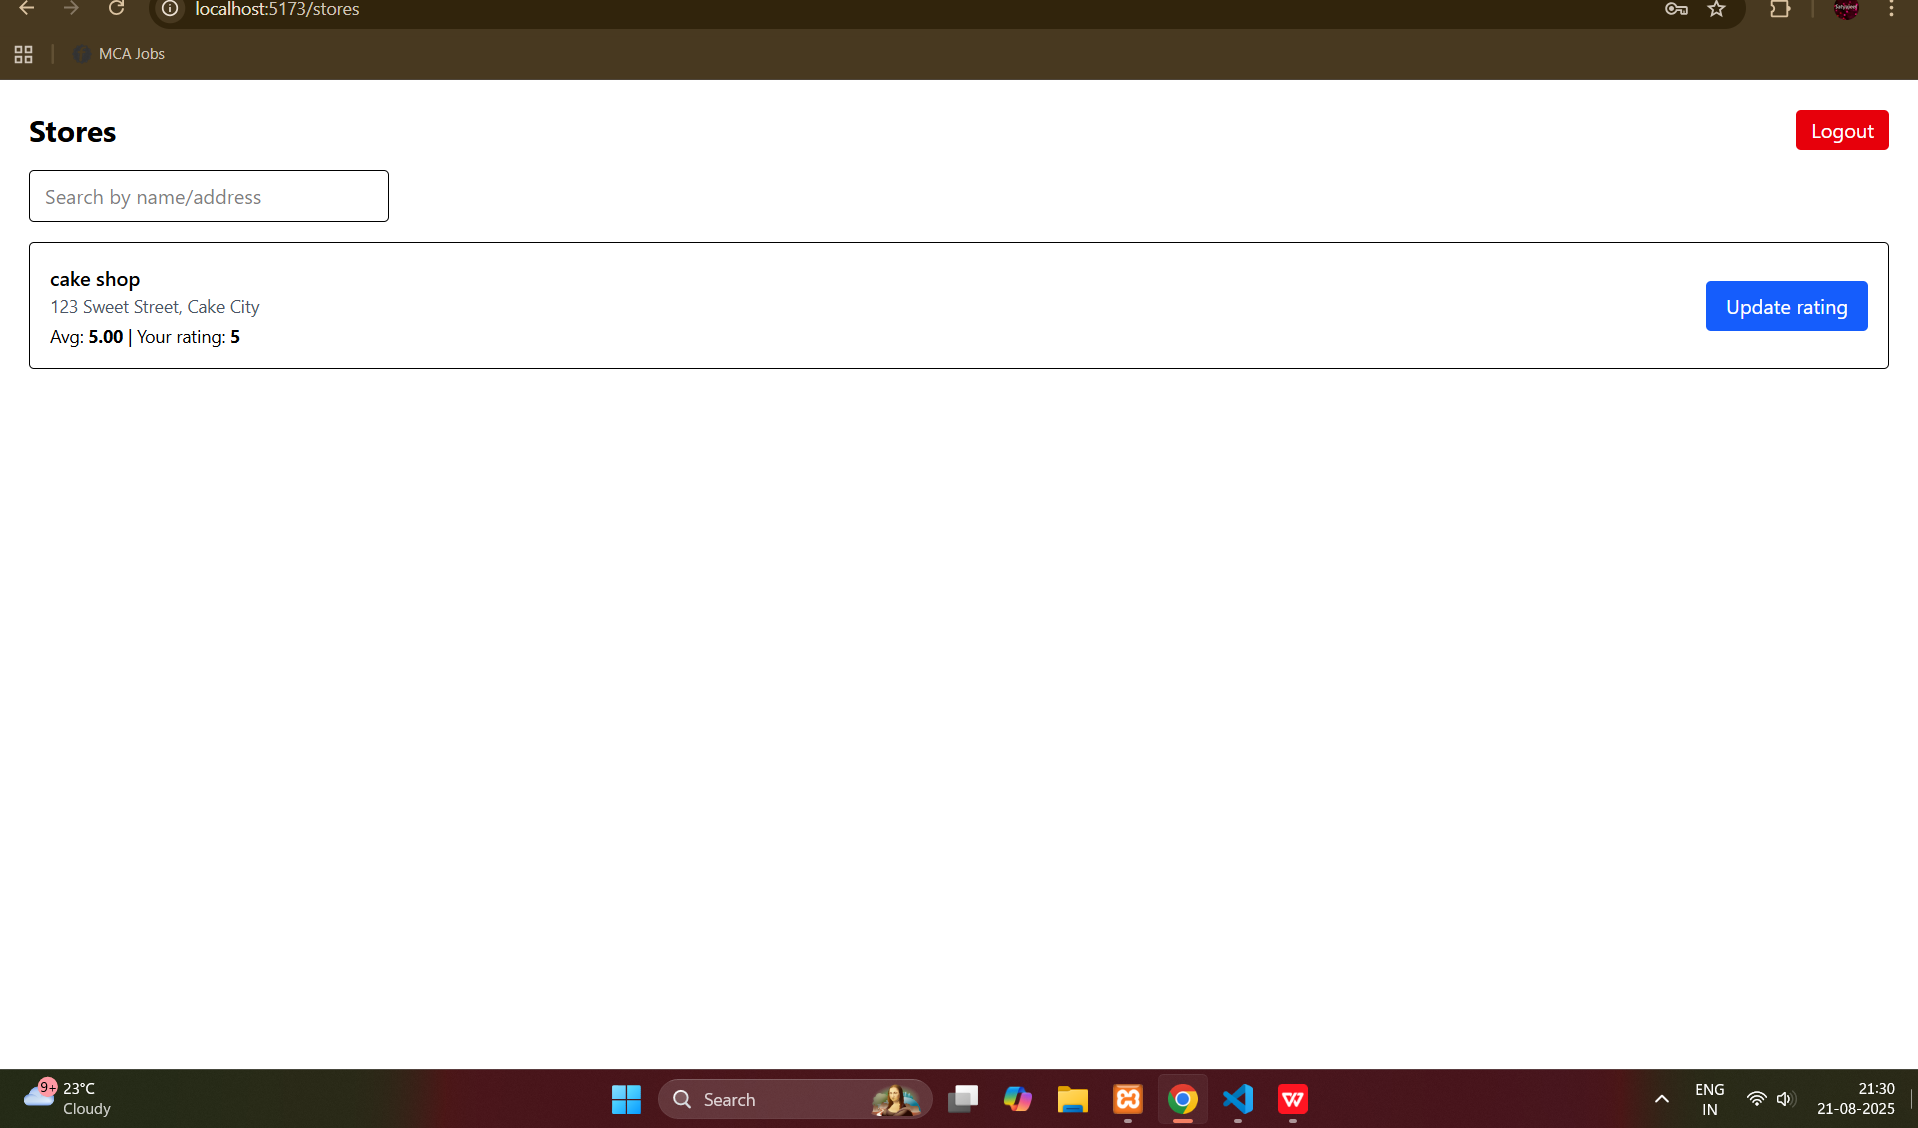 localhost:5173/stores
MCA Jobs
Stores
Logout
Search by name/address
cake shop
123 Sweet Street, Cake City
Avg: 5.00 | Your rating: 5
Update rating
9+
23°C
Cloudy
Search
ENG
IN
21:30
21-08-2025